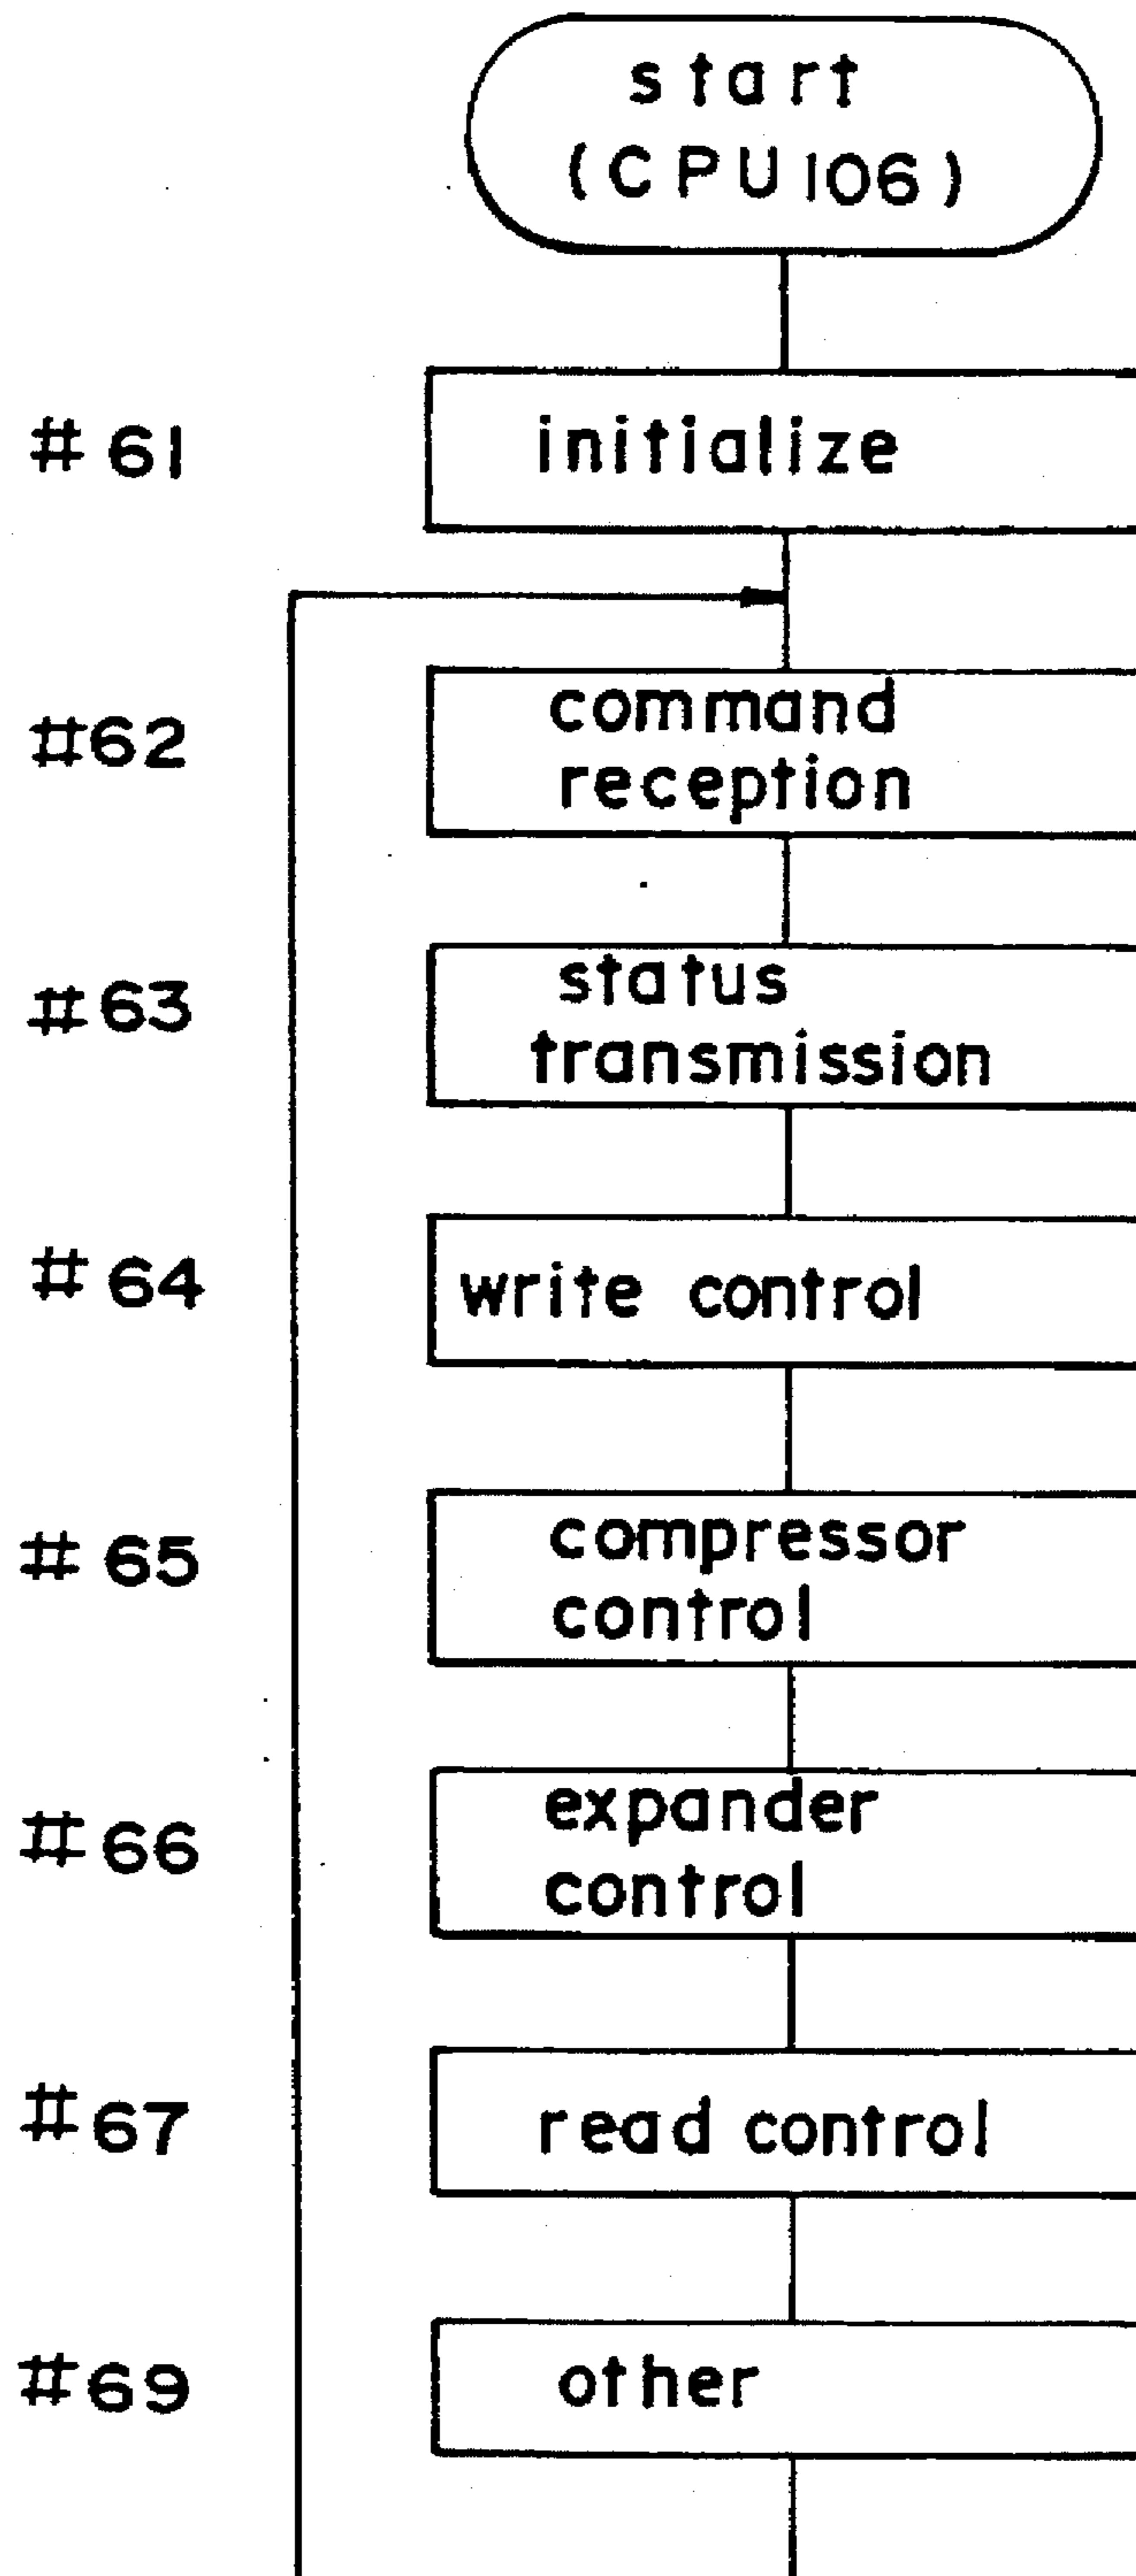 start
(CPU106)
#61
initialize
#62
command
reception
#63
status
transmission
#64
write control
#65
compressor
control
#66
expander
control
#67
read control
#69
other